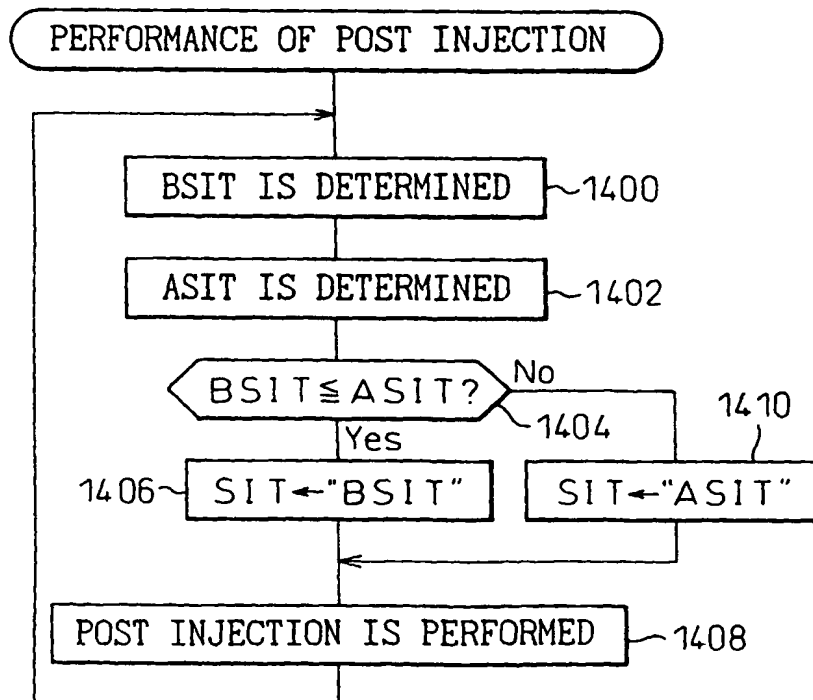 PERFORMANCE OF POST INJECTION
BSIT IS DETERMINED
1400
ASIT IS DETERMINED
1402
BSIT≦ASIT?
No
1404
Yes
1410
1406
SIT←"BSIT"
SIT←"ASIT"
POST INJECTION IS PERFORMED
1408